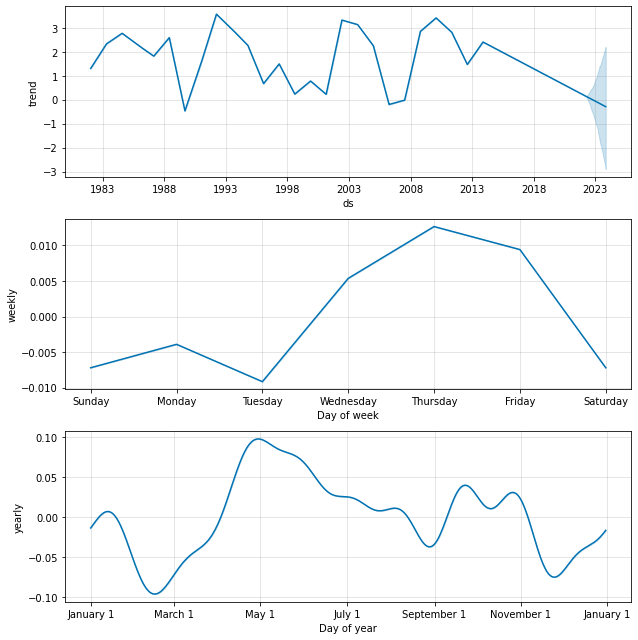 3
2
1
0
−1
−2
−3
trend
1983 1988 1993 1998 2003 2008 2013 2018 2023
ds
0.010
0.005
0.000
−0.005
−0.010
weekly
Sunday Monday Tuesday Wednesday Thursday Friday Saturday
Day of week
0.10
0.05
0.00
−0.05
−0.10
yearly
January 1 March 1 May 1 July 1 September 1 November 1 January 1
Day of year